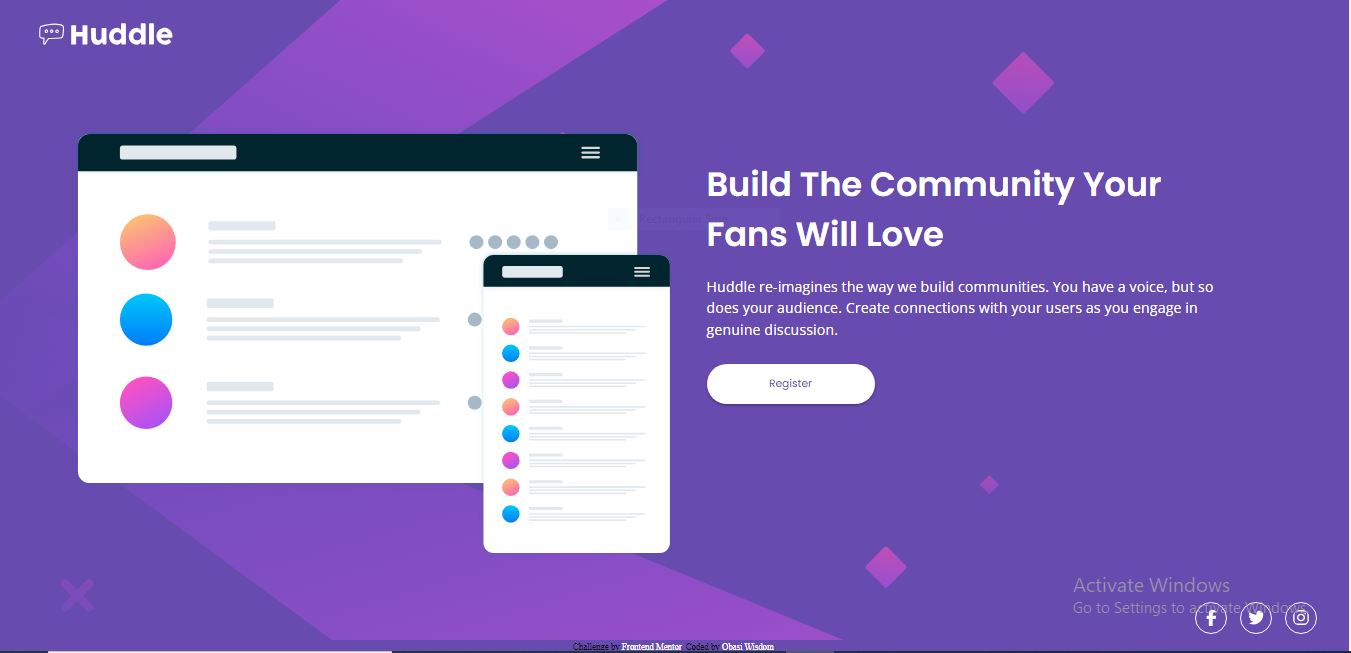 Huddle
Rectangular Snip
Build The Community Your
Fans Will Love
Huddle re-imagines the way we build communities. You have a voice, but so
does your audience. Create connections with your users as you engage in
genuine discussion.
Register
Activate Windows
Go to Settings to activate Windows.
Challenge by Frontend Mentor. Coded by Obasi Wisdom